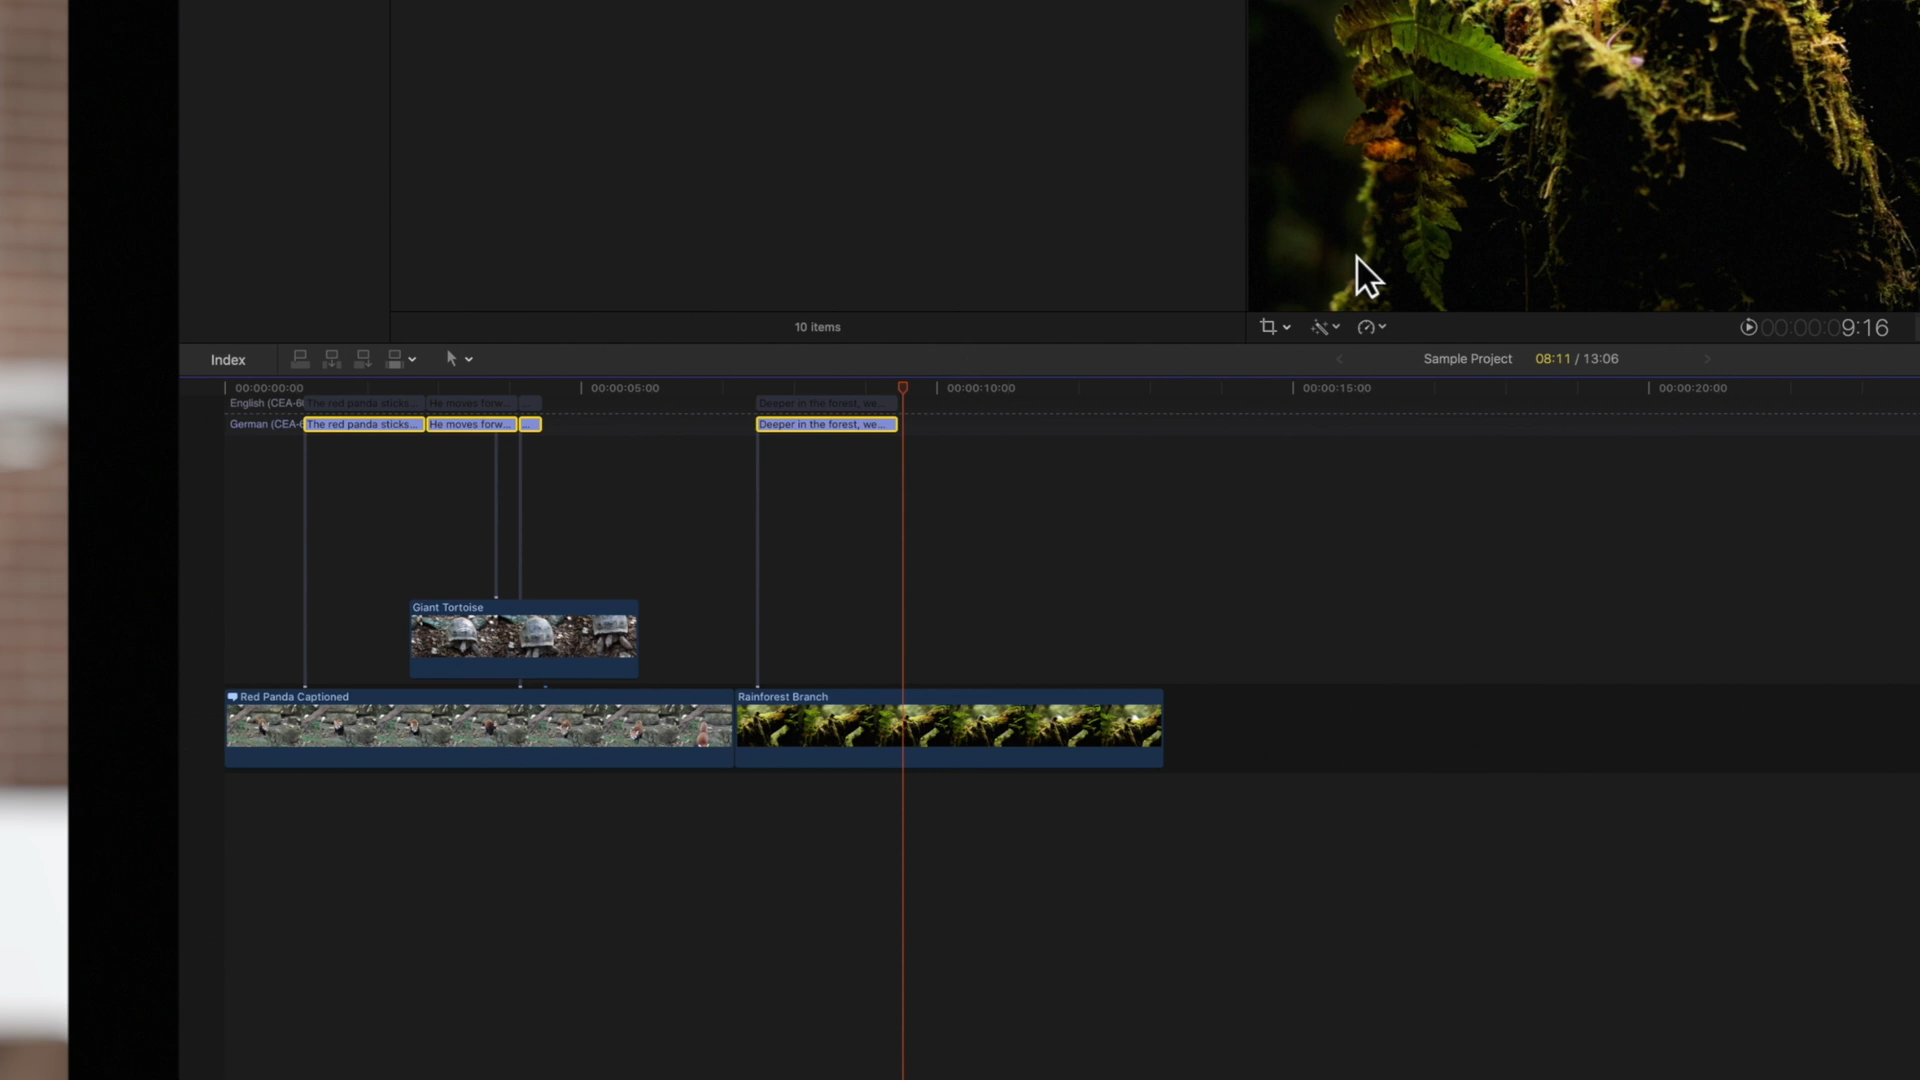 10 items
00:00:00:09:16
Index
Sample Project 08:11 / 13:06
00:00:00:00 00:00:05:00 00:00:10:00 00:00:15:00 00:00:20:00
English (CEA-6 The red panda sticks... He moves forw... ... Deeper in the forest, we...
German (CEA-6 The red panda sticks... He moves forw... ... Deeper in the forest, we...
Giant Tortoise
Red Panda Captioned
Rainforest Branch